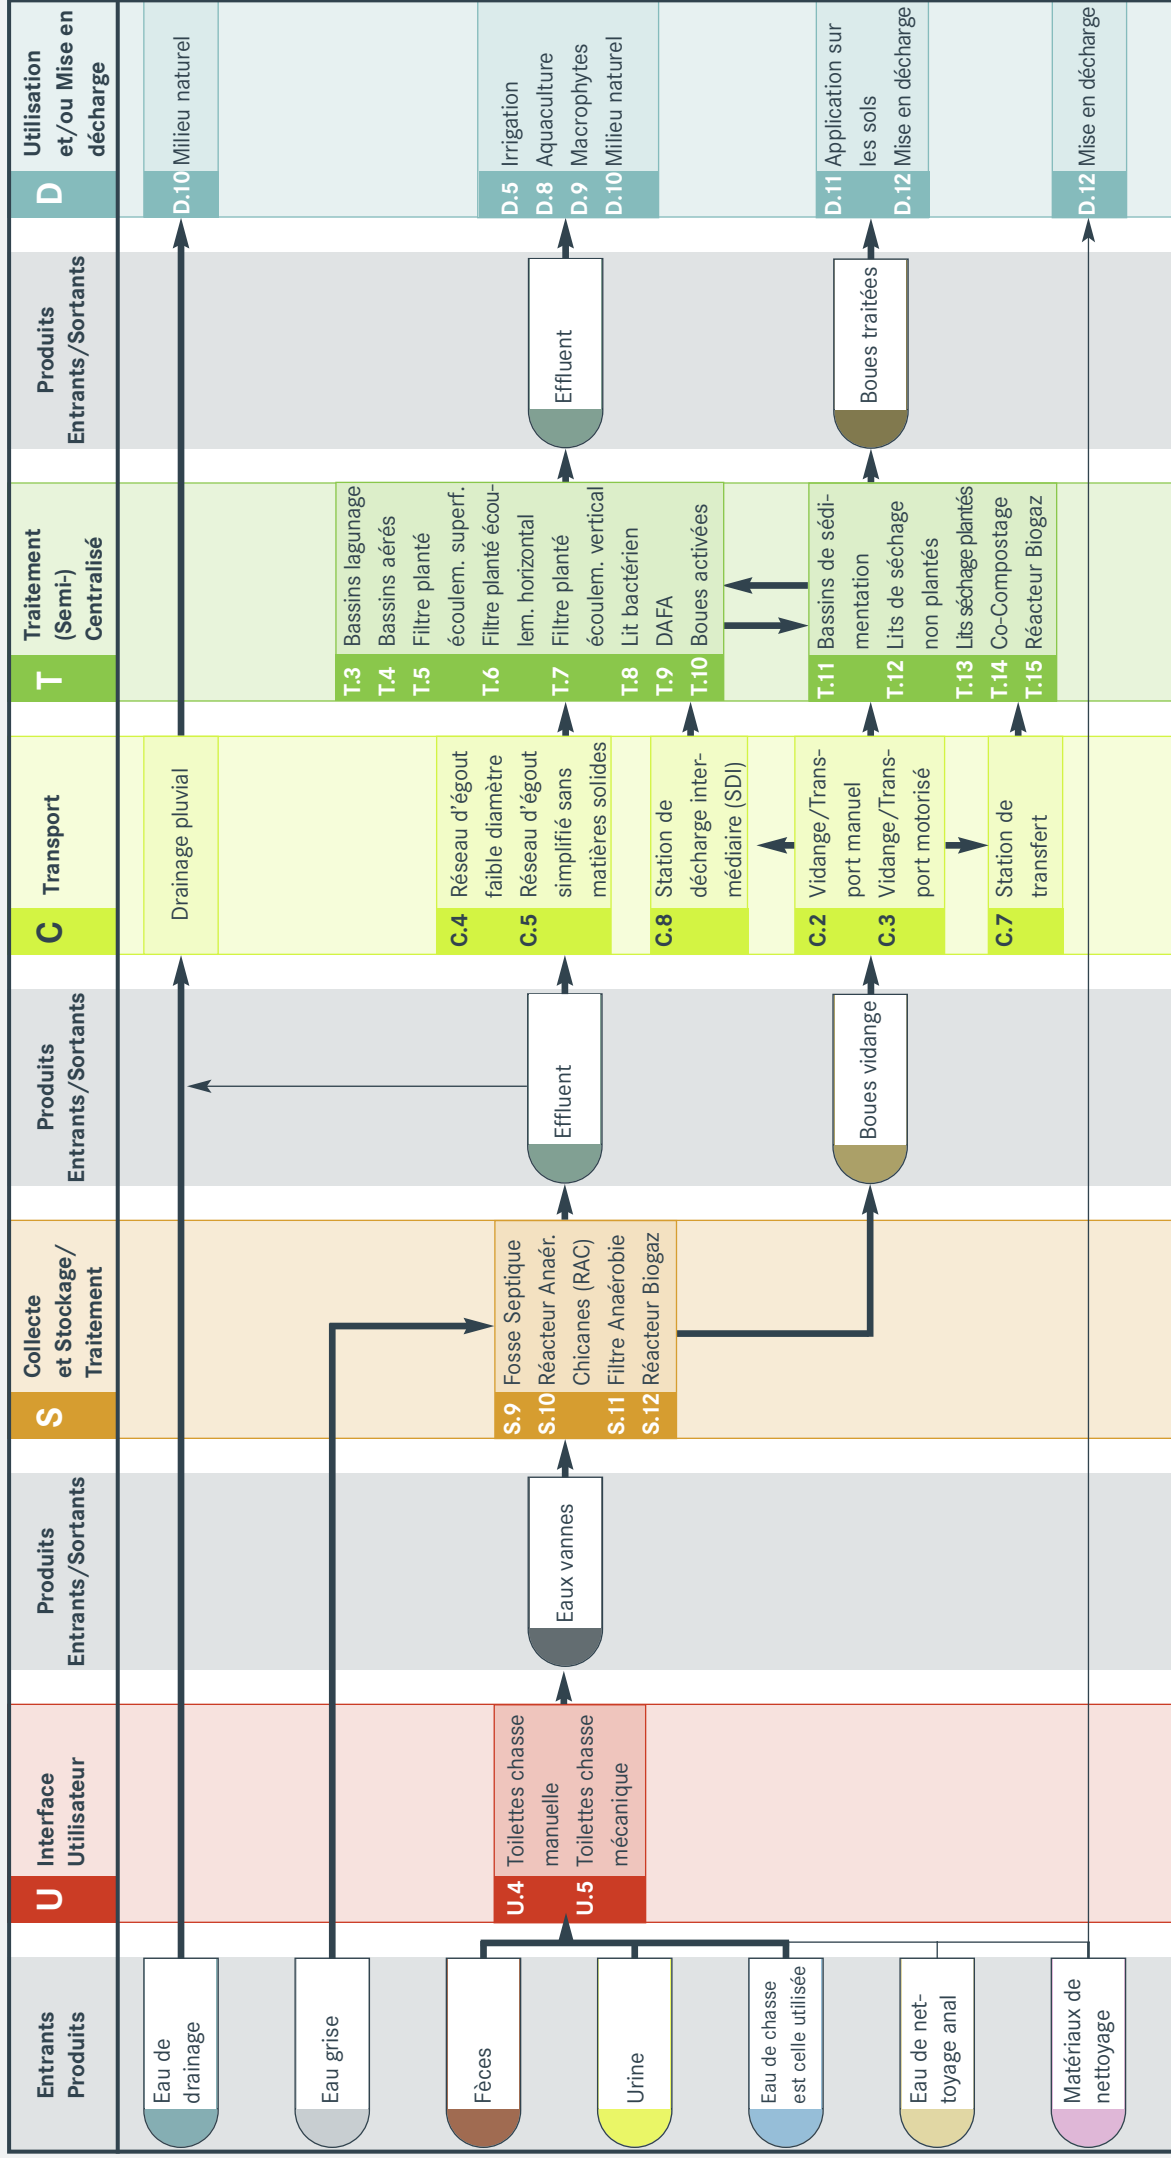 Entrants
Produits
U
Interface
Utilisateur
Produits
Entrants/Sortants
S
Collecte
et Stockage/
Traitement
Produits
Entrants/Sortants
C
Transport
T
Traitement
(Semi-)
Centralisé
Produits
Entrants/Sortants
D
Utilisation
et/ou Mise en
décharge
Eau de
drainage
Drainage pluvial
D.10 Milieu naturel
Eau grise
Fèces
Urine
Eau de chasse
est celle utilisée
Eau de net-
toyage anal
Matériaux de
nettoyage
U.4 Toilettes chasse
manuelle
U.5 Toilettes chasse
mécanique
Eaux vannes
S.9 Fosse Septique
S.10 Réacteur Anaér.
Chicanes (RAC)
S.11 Filtre Anaérobie
S.12 Réacteur Biogaz
Effluent
Boues vidange
C.4 Réseau d'égout
faible diamètre
C.5 Réseau d'égout
simplifié sans
matières solides
C.8 Station de
décharge inter-
médiaire (SDI)
C.2 Vidange/Trans-
port manuel
C.3 Vidange/Trans-
port motorisé
C.7 Station de
transfert
T.3 Bassins lagunage
T.4 Bassins aérés
T.5 Filtre planté
écoulem. superf.
T.6 Filtre planté écou-
lem. horizontal
T.7 Filtre planté
écoulem. vertical
T.8 Lit bactérien
T.9 DAFA
T.10 Boues activées
T.11 Bassins de sédi-
mentation
T.12 Lits de séchage
non plantés
T.13 Lits séchage plantés
T.14 Co-Compostage
T.15 Réacteur Biogaz
Effluent
Boues traitées
D.5 Irrigation
D.8 Aquaculture
D.9 Macrophytes
D.10 Milieu naturel
D.11 Application sur
les sols
D.12 Mise en décharge
D.12 Mise en décharge